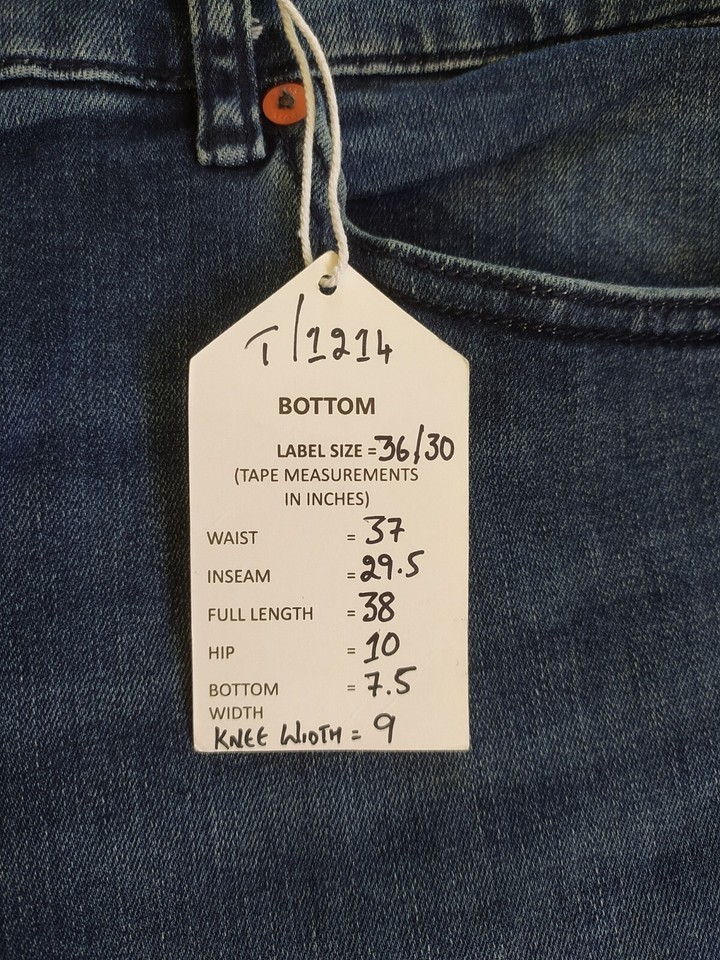 T/1214
BOTTOM
LABEL SIZE = 36/30
(TAPE MEASUREMENTS
IN INCHES)
WAIST = 37
INSEAM = 29.5
FULL LENGTH = 38
HIP = 10
BOTTOM = 7.5
WIDTH
KNEE WIDTH = 9